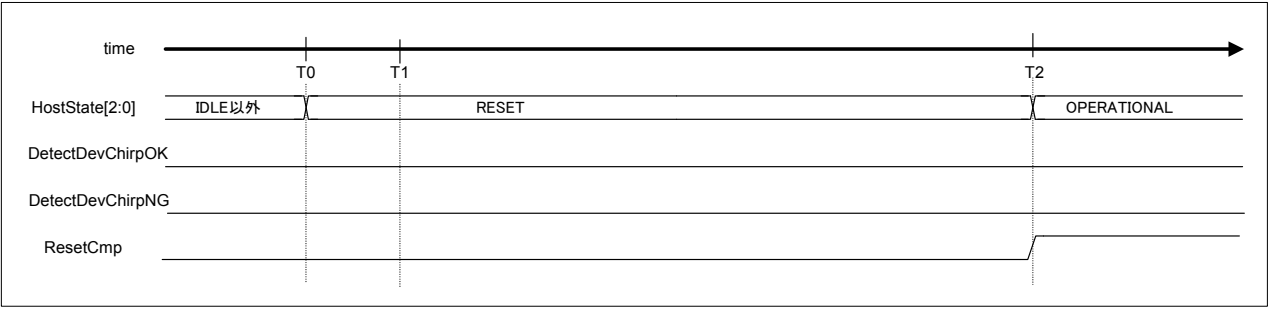 time
T0 T1 T2
HostState[2:0] IDLE以外 RESET OPERATIONAL
DetectDevChirpOK
DetectDevChirpNG
ResetCmp